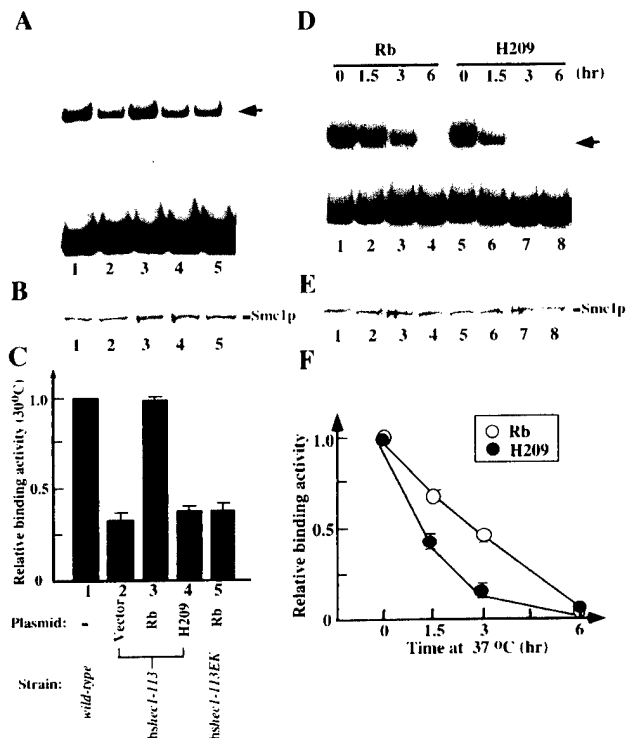 A
1 2 3 4 5
B
Smc1p
1 2 3 4 5
C
Relative binding activity (30°C)
1.0
0.5
0
1 2 3 4 5
Plasmid: - Vector Rb H209 Rb
Strain: wild-type hshec1-113 hshec1-113EK
D
Rb H209
0 1.5 3 6 0 1.5 3 6 (hr)
1 2 3 4 5 6 7 8
E
Smc1p
1 2 3 4 5 6 7 8
F
Rb
H209
Relative binding activity
1.0
0.5
0
0 1.5 3 6
Time at 37 °C (hr)